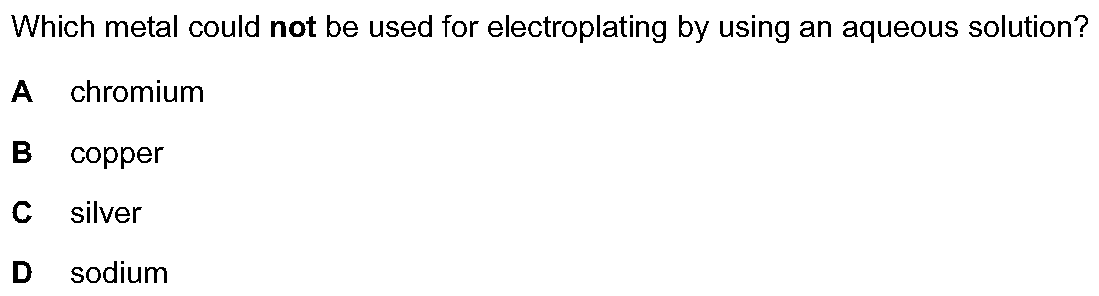 Which metal could not be used for electroplating by using an aqueous solution?
A chromium
B copper
C silver
D sodium